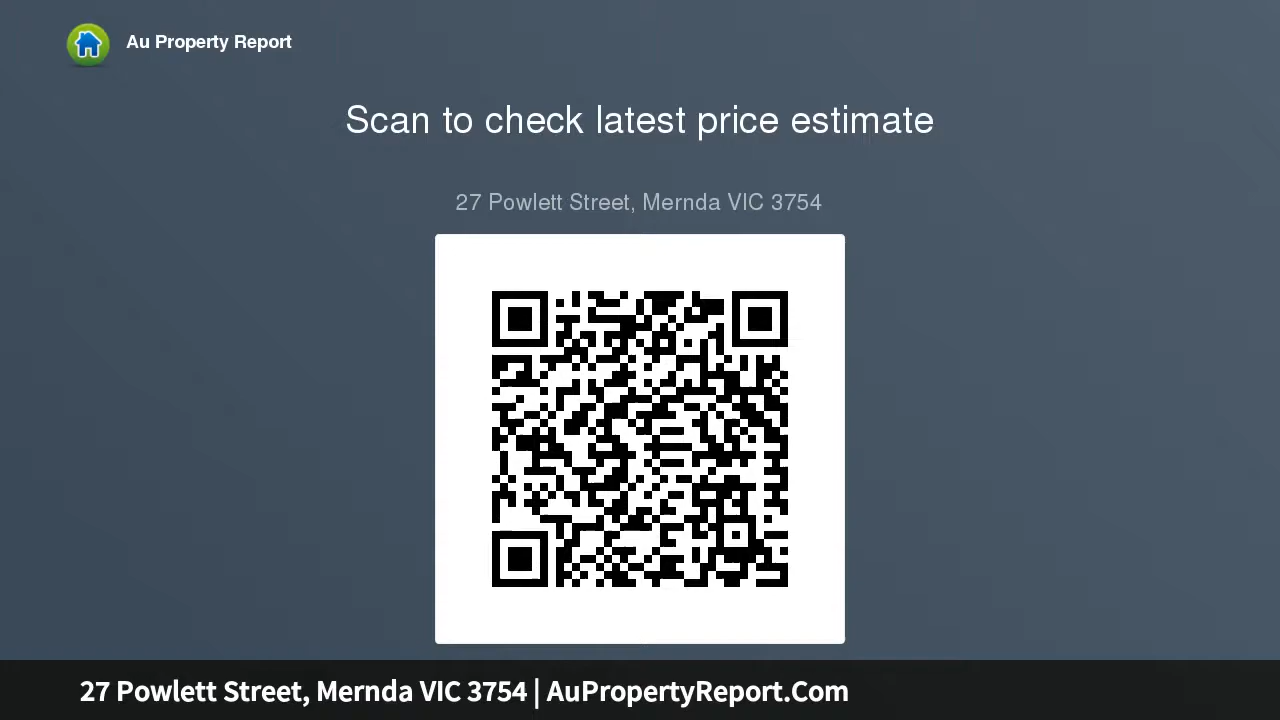 Au Property Report
Scan to check latest price estimate
27 Powlett Street, Mernda VIC 3754
27 Powlett Street, Mernda VIC 3754 | AuPropertyReport.Com